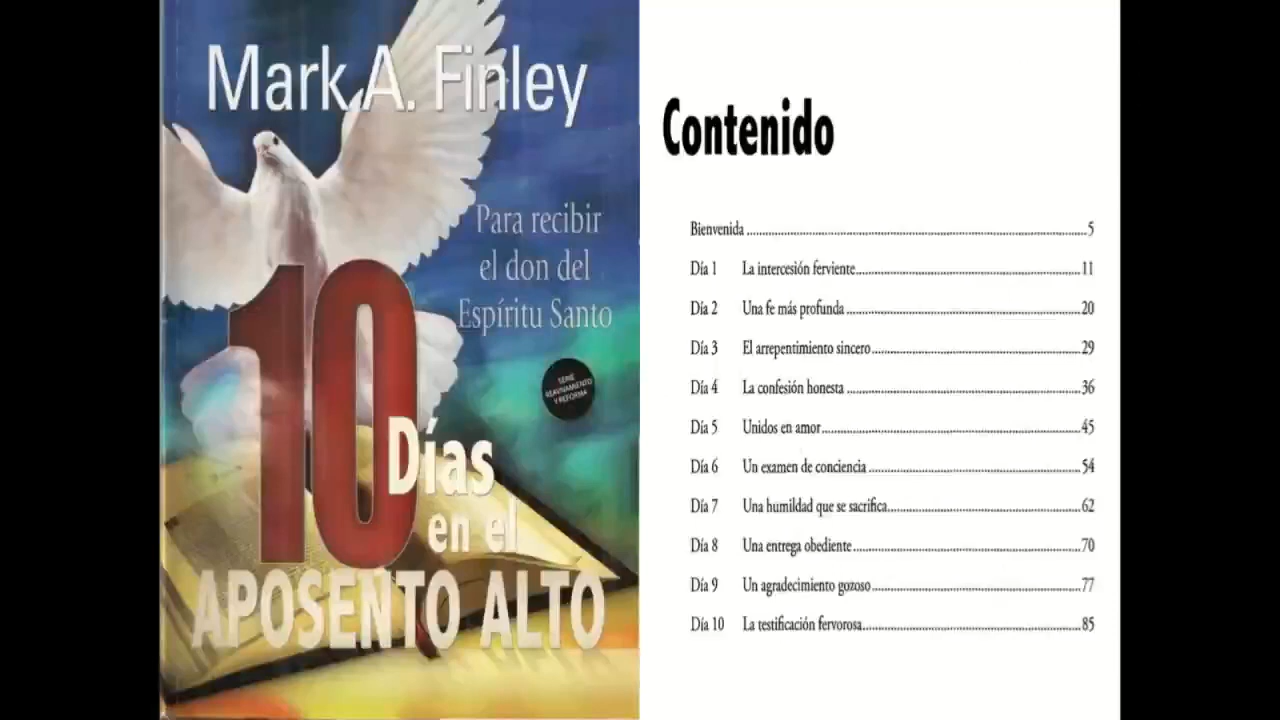 Mark A. Finley
Para recibir
el don del
Espíritu Santo
SERIE
REAVIVAMIENTO
Y REFORMA
10
Días
en el
APOSENTO ALTO
Contenido
Bienvenida ........ 5
Día 1 La intercesión ferviente........ 11
Día 2 Una fe más profunda ........ 20
Día 3 El arrepentimiento sincero........ 29
Día 4 La confesión honesta ........ 36
Día 5 Unidos en amor........ 45
Día 6 Un examen de conciencia ........ 54
Día 7 Una humildad que se sacrifica........ 62
Día 8 Una entrega obediente........ 70
Día 9 Un agradecimiento gozoso........ 77
Día 10 La testificación fervorosa........ 85